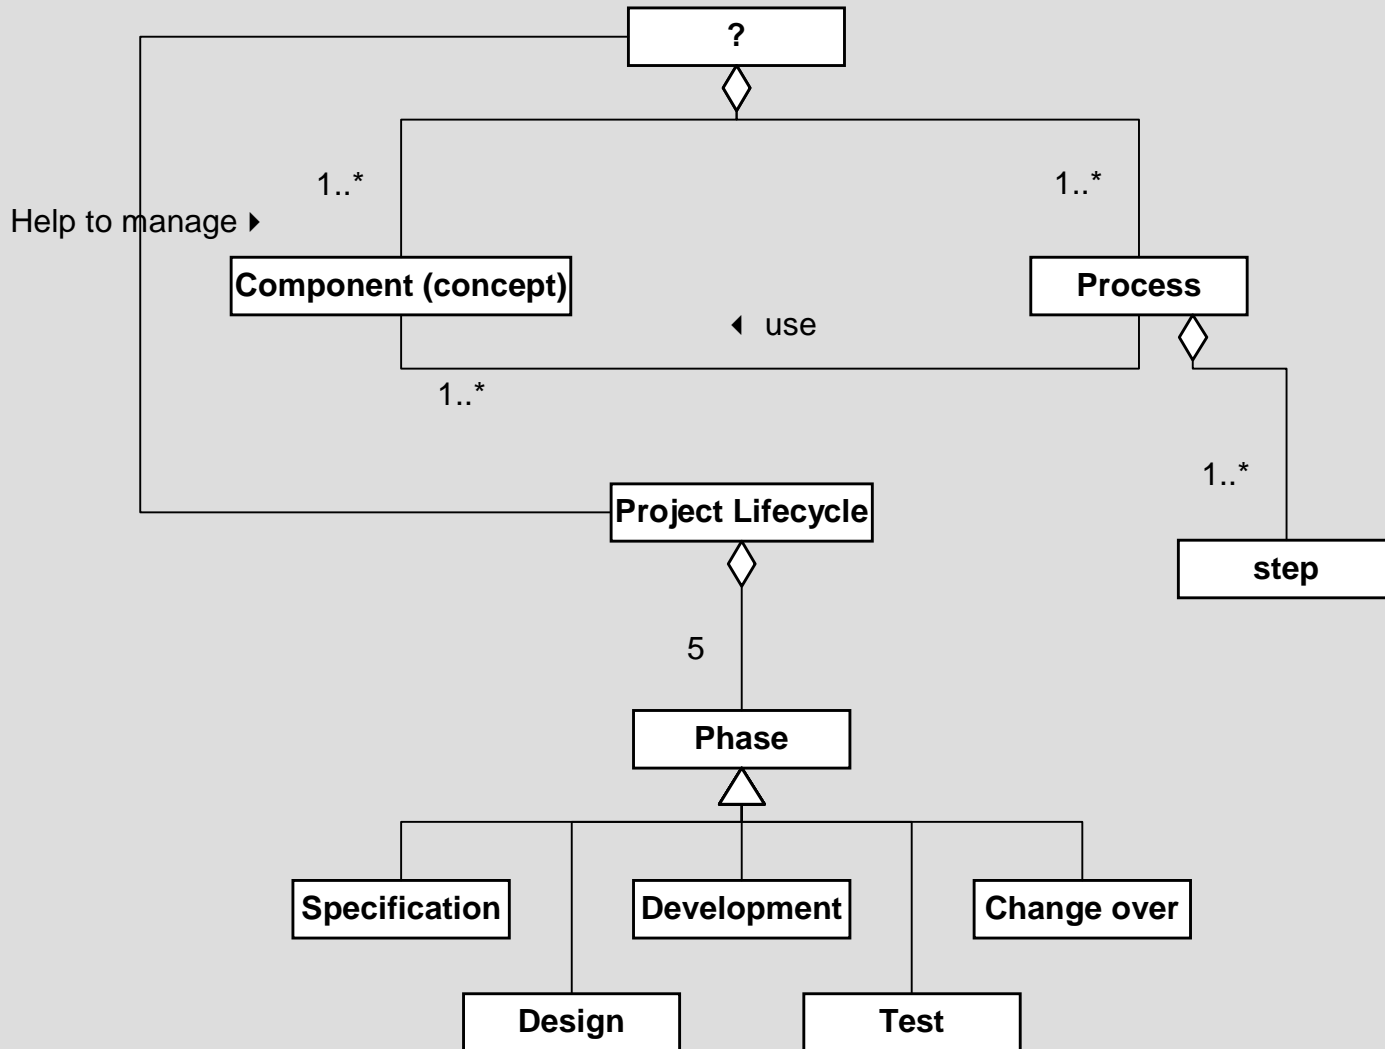 ?
1..*
1..*
Help to manage
Component (concept)
Process
use
1..*
1..*
Project Lifecycle
step
5
Phase
Specification
Development
Change over
Design
Test